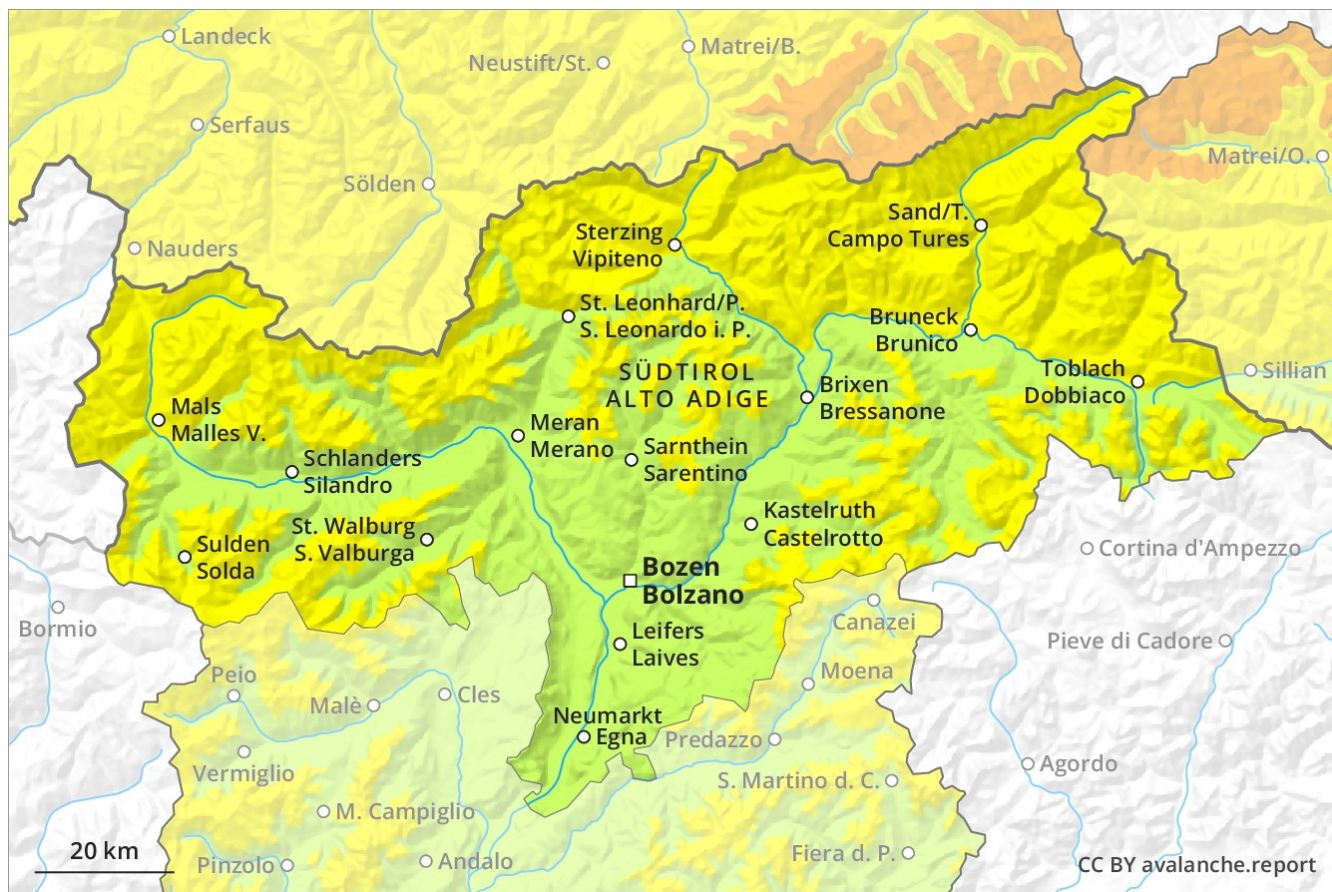 Landeck
Matrei/B.
Neustift/St.
Serfaus
Matrei/O.
Sölden
Sand/T.
Campo Tures
Sterzing
Vipiteno
Nauders
St. Leonhard/P.
S. Leonardo i. P.
Bruneck
Brunico
SÜDTIROL
ALTO ADIGE
Toblach
Dobbiaco
Sillian
Brixen
Bressanone
Mals
Malles V.
Meran
Merano
Sarnthein
Sarentino
Schlanders
Silandro
Kastelruth
Castelrotto
St. Walburg
S. Valburga
Sulden
Solda
Cortina d'Ampezzo
Bozen
Bolzano
Bormio
Canazei
Leifers
Laives
Pieve di Cadore
Peio
Moena
Malè
Cles
Neumarkt
Egna
Predazzo
Vermiglio
Agordo
S. Martino d. C.
M. Campiglio
20 km
Pinzolo
Andalo
Fiera d. P.
CC BY avalanche.report